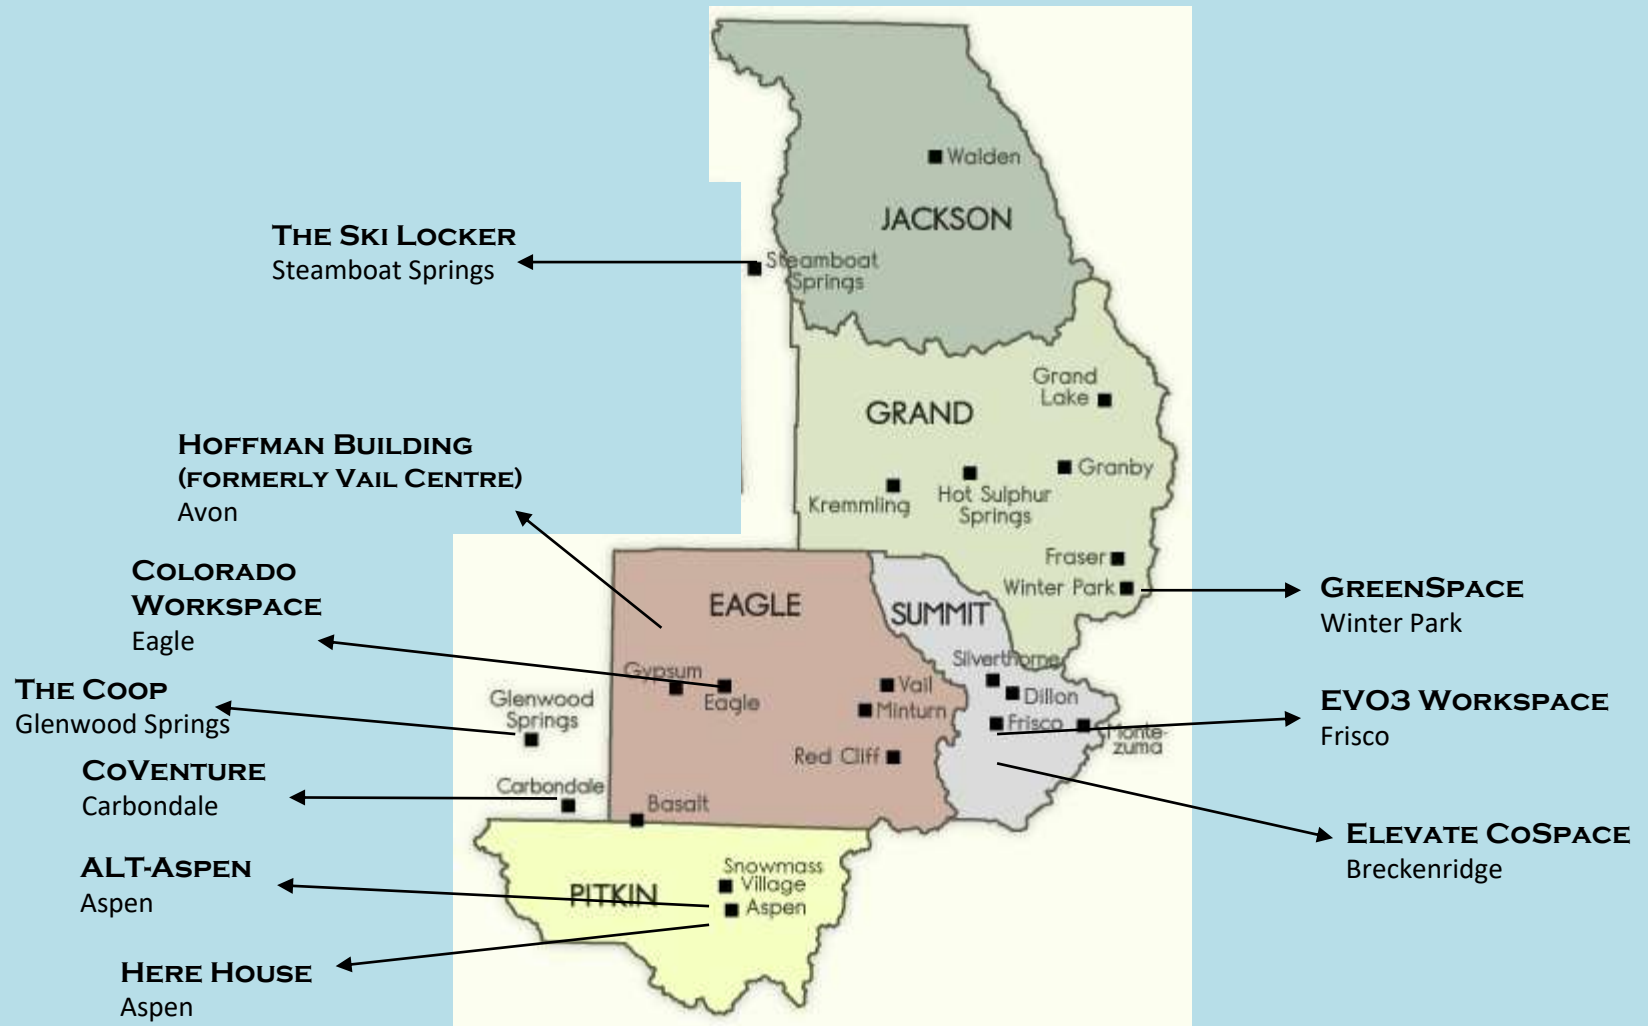 Walden
JACKSON
THE SKI LOCKER
Steamboat Springs
Steamboat
Springs
Grand
Lake
GRAND
HOFFMAN BUILDING
(FORMERLY VAIL CENTRE)
Avon
Granby
Kremmling
Hot Sulphur
Springs
Fraser
Winter Park
GREENSPACE
Winter Park
COLORADO
WORKSPACE
Eagle
EAGLE
SUMMIT
Silverthorne
Gypsum
Eagle
Vail
Minturn
Dillon
Frisco
Monte-
zuma
EVO3 WORKSPACE
Frisco
THE COOP
Glenwood Springs
Glenwood
Springs
Red Cliff
COVENTURE
Carbondale
Carbondale
Basalt
ELEVATE COSPACE
Breckenridge
ALT-ASPEN
Aspen
PITKIN
Snowmass
Village
Aspen
HERE HOUSE
Aspen